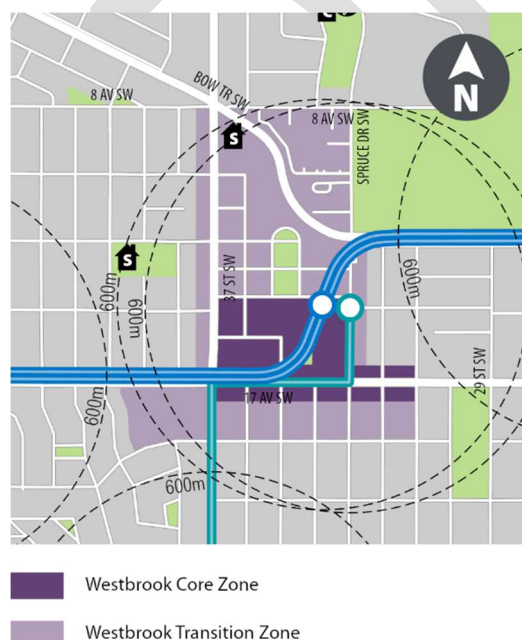 BOW TR SW
N
8 AV SW
8 AV SW
SPRUCE DR SW
S
S
37 ST SW
600m
600m
600m
29 ST SW
600m
17 AV SW
600m
Westbrook Core Zone
Westbrook Transition Zone